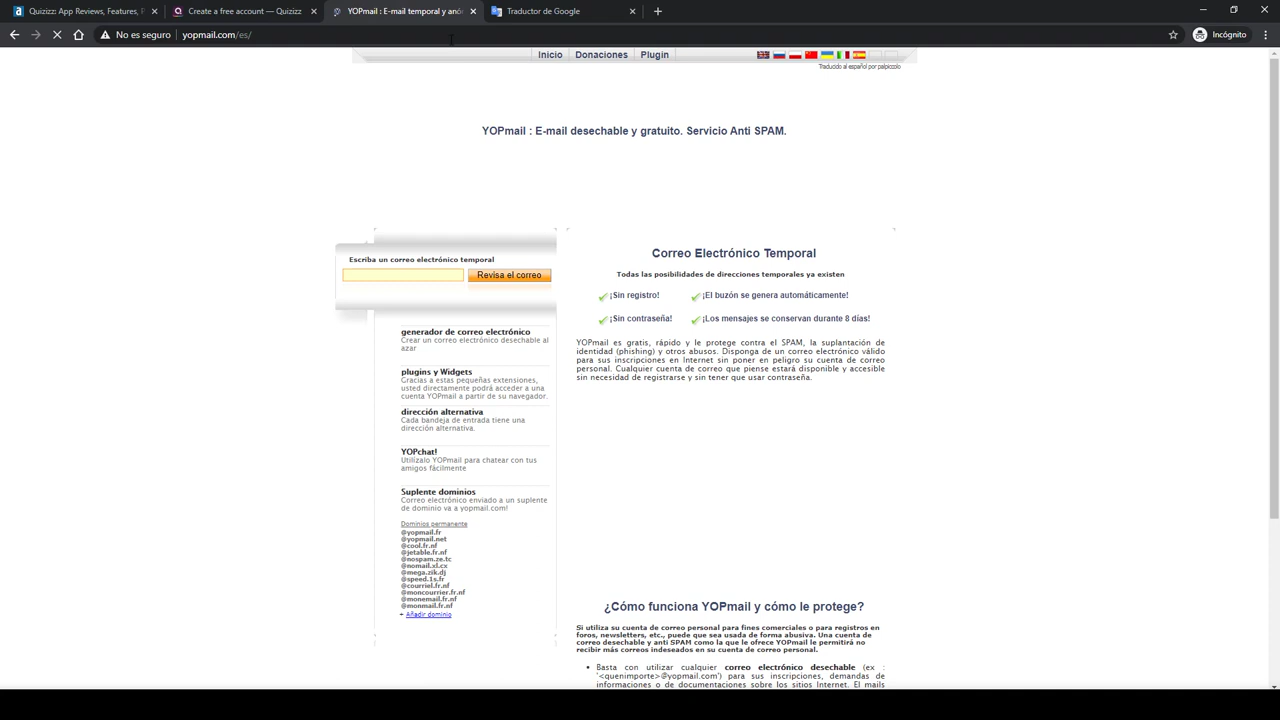 Quizizz: App Reviews, Features, P
Create a free account — Quizizz
YOPmail : E-mail temporal y anó
Traductor de Google
No es seguro
yopmail.com/es/
Incógnito
Inicio
Donaciones
Plugin
Traducido al español por palpiccolo
YOPmail : E-mail desechable y gratuito. Servicio Anti SPAM.
Escriba un correo electrónico temporal
Revisa el correo
generador de correo electrónico
Crear un correo electrónico desechable al
azar
plugins y Widgets
Gracias a estas pequeñas extensiones,
usted directamente podrá acceder a una
cuenta YOPmail a partir de su navegador.
dirección alternativa
Cada bandeja de entrada tiene una
dirección alternativa.
YOPchat!
Utilízalo YOPmail para chatear con tus
amigos fácilmente
Suplente dominios
Correo electrónico enviado a un suplente
de dominio va a yopmail.com!
Dominios permanente
@yopmail.fr
@yopmail.net
@cool.fr.nf
@jetable.fr.nf
@nospam.ze.tc
@nomail.xl.cx
@mega.zik.dj
@speed.1s.fr
@courriel.fr.nf
@moncourrier.fr.nf
@monemail.fr.nf
@monmail.fr.nf
+ Añadir dominio
Correo Electrónico Temporal
Todas las posibilidades de direcciones temporales ya existen
¡Sin registro!
¡El buzón se genera automáticamente!
¡Sin contraseña!
¡Los mensajes se conservan durante 8 días!
YOPmail es gratis, rápido y le protege contra el SPAM, la suplantación de
identidad (phishing) y otros abusos. Disponga de un correo electrónico válido
para sus inscripciones en Internet sin poner en peligro su cuenta de correo
personal. Cualquier cuenta de correo que piense estará disponible y accesible
sin necesidad de registrarse y sin tener que usar contraseña.
¿Cómo funciona YOPmail y cómo le protege?
Si utiliza su cuenta de correo personal para fines comerciales o para registros en
foros, newsletters, etc., puede que sea usada de forma abusiva. Una cuenta de
correo desechable y anti SPAM como la que le ofrece YOPmail le permitirá no
recibir más correos indeseados en su cuenta de correo personal.
• Basta con utilizar cualquier correo electrónico desechable (ex :
'<quenimporte>@yopmail.com') para sus inscripciones, demandas de
informaciones o de documentaciones sobre los sitios Internet. El mails